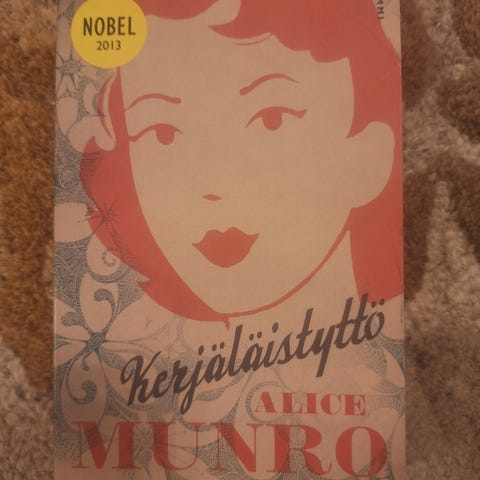 NOBEL
2013
Kerjäläistyttö
ALICE
MUNRO